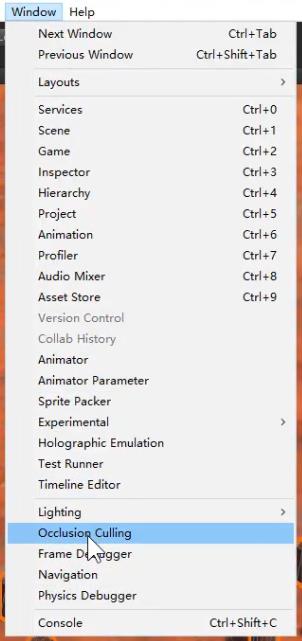 Window Help
Next Window Ctrl+Tab
Previous Window Ctrl+Shift+Tab
Layouts
Services Ctrl+0
Scene Ctrl+1
Game Ctrl+2
Inspector Ctrl+3
Hierarchy Ctrl+4
Project Ctrl+5
Animation Ctrl+6
Profiler Ctrl+7
Audio Mixer Ctrl+8
Asset Store Ctrl+9
Version Control
Collab History
Animator
Animator Parameter
Sprite Packer
Experimental
Holographic Emulation
Test Runner
Timeline Editor
Lighting
Occlusion Culling
Frame Debugger
Navigation
Physics Debugger
Console Ctrl+Shift+C